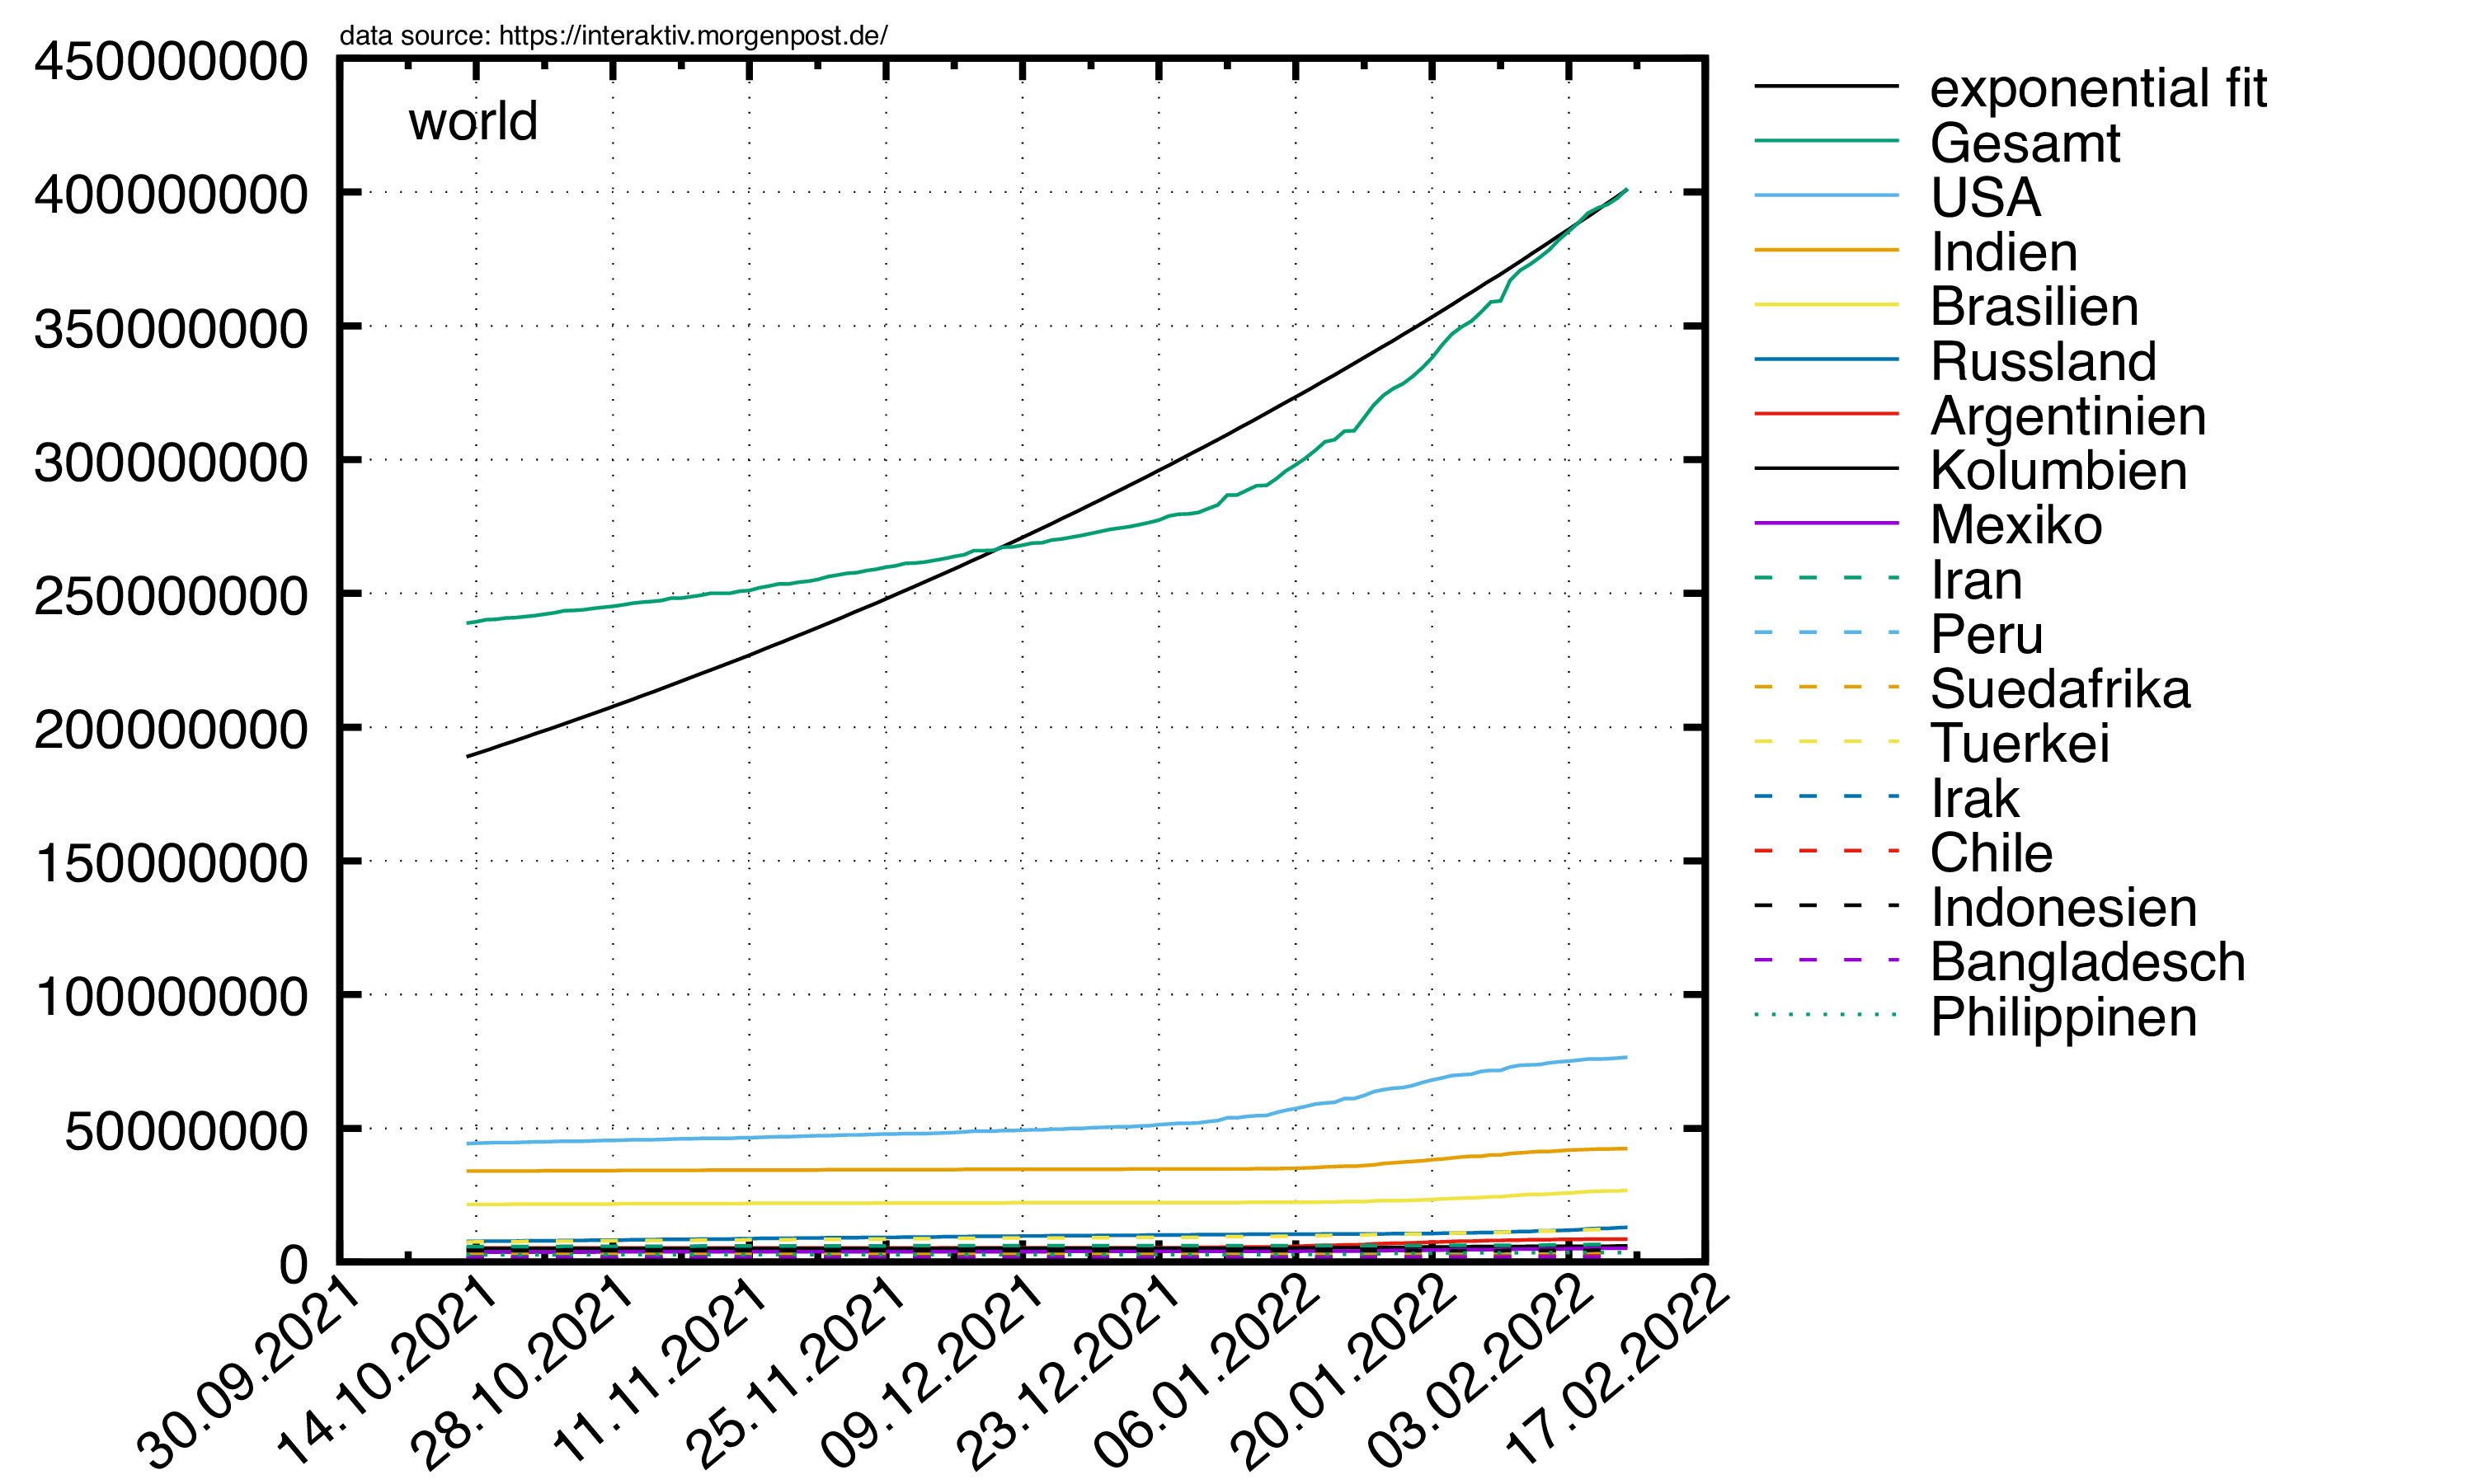 data source: https://interaktiv.morgenpost.de/
450000000
400000000
350000000
300000000
250000000
200000000
150000000
100000000
50000000
0
world
30.09.2021
14.10.2021
28.10.2021
11.11.2021
25.11.2021
09.12.2021
23.12.2021
06.01.2022
20.01.2022
03.02.2022
17.02.2022
exponential fit
Gesamt
USA
Indien
Brasilien
Russland
Argentinien
Kolumbien
Mexiko
Iran
Peru
Suedafrika
Tuerkei
Irak
Chile
Indonesien
Bangladesch
Philippinen